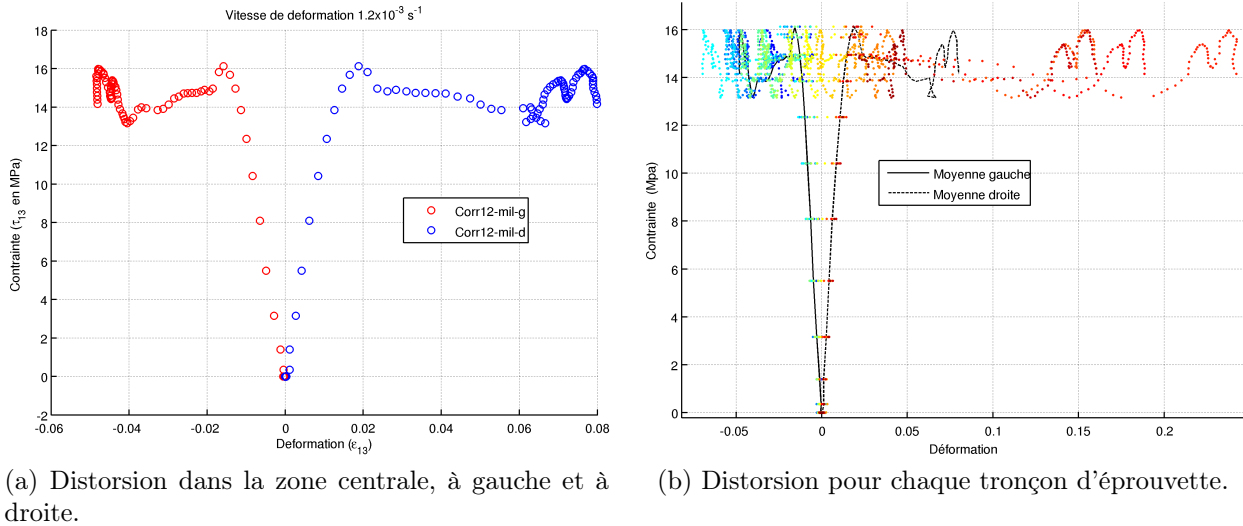 Vitesse de deformation 1.2x10⁻³ s⁻¹
18
16
14
12
10
8
6
4
2
0
-2
Contrainte (τ₁₃ en MPa)
Corr12-mil-g
Corr12-mil-d
-0.06 -0.04 -0.02 0 0.02 0.04 0.06 0.08
Deformation (ε₁₃)
(a) Distorsion dans la zone centrale, à gauche et à
droite.
16
14
12
10
8
6
4
2
0
Contrainte (Mpa)
Moyenne gauche
Moyenne droite
-0.05 0 0.05 0.1 0.15 0.2
Déformation
(b) Distorsion pour chaque tronçon d'éprouvette.